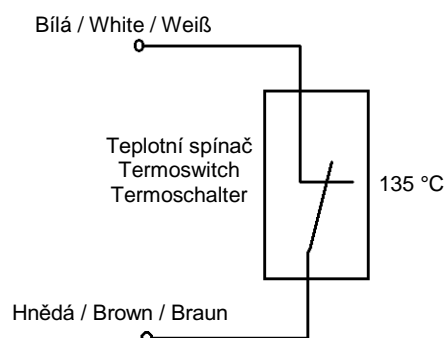 Bílá / White / Weiß
Teplotní spínač
Termoswitch
Termoschalter
135 °C
Hnědá / Brown / Braun